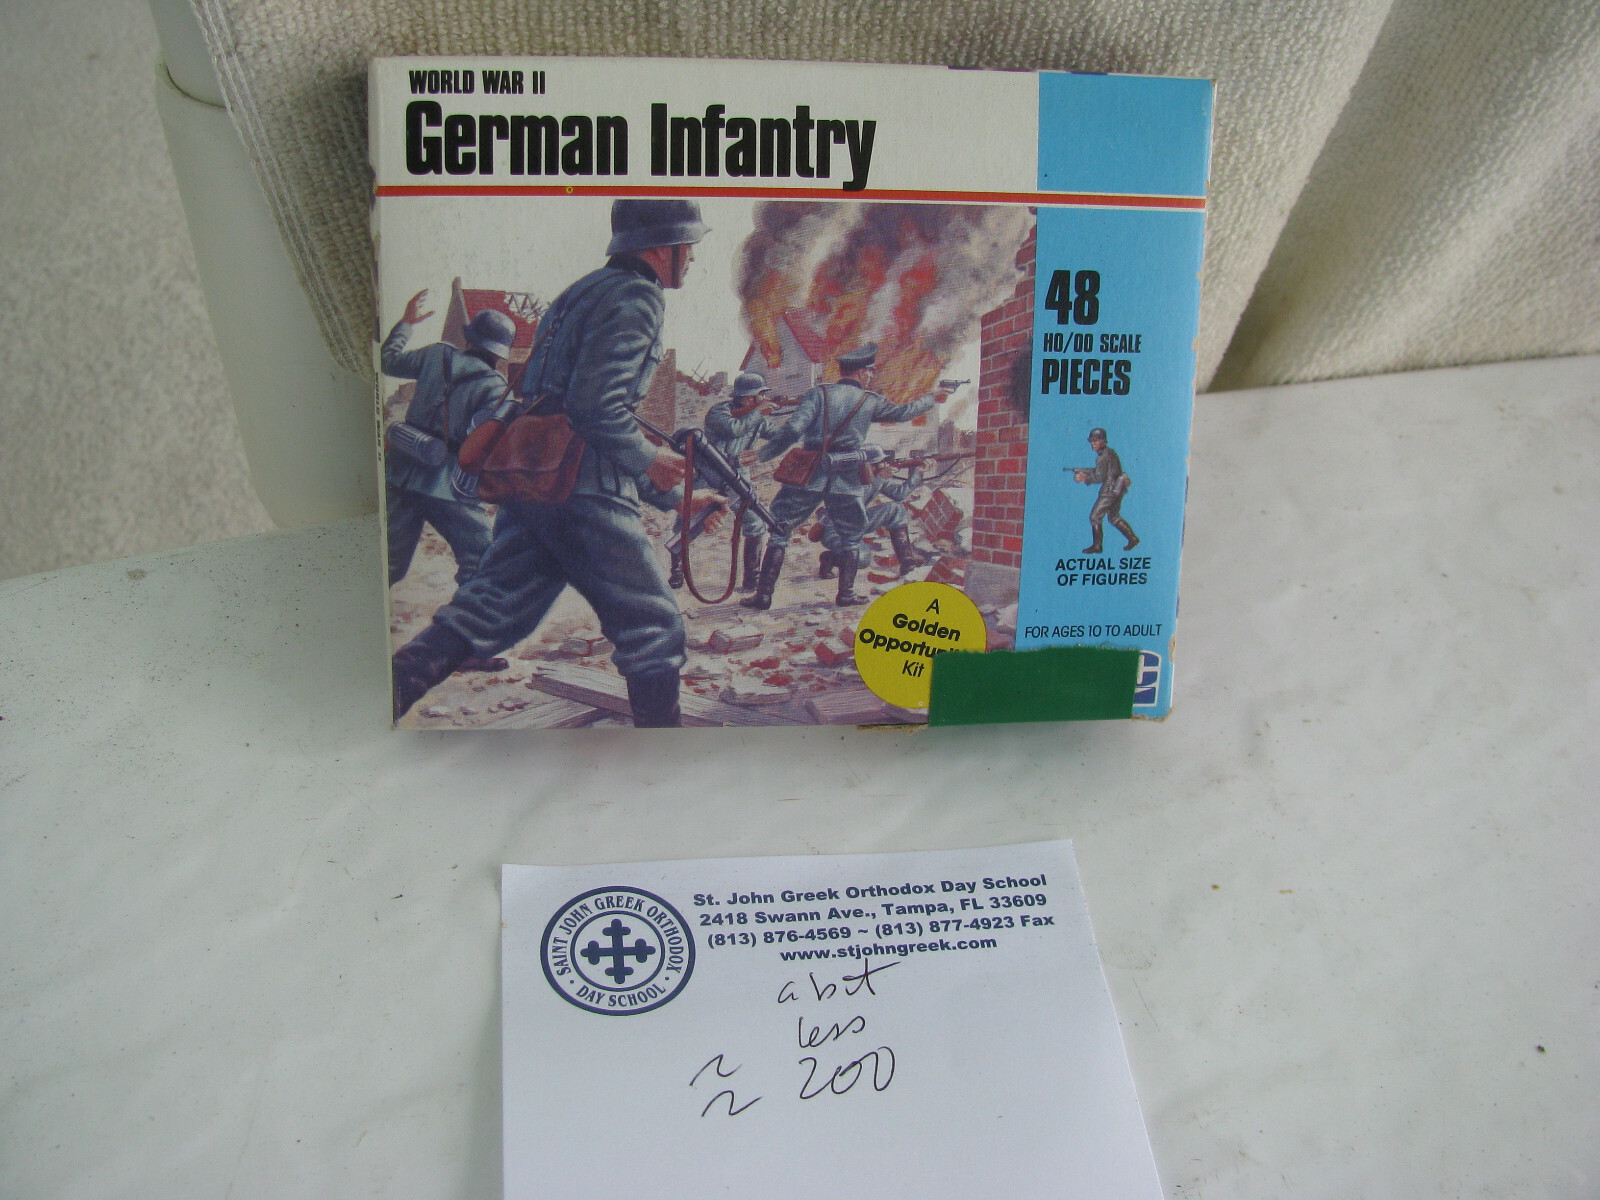 WORLD WAR II
German Infantry
48
HO/OO SCALE
PIECES
ACTUAL SIZE
OF FIGURES
FOR AGES 10 TO ADULT
A
Golden
Kit
SAINT JOHN GREEK ORTHODOX
• DAY SCHOOL •
St. John Greek Orthodox Day School
2418 Swann Ave., Tampa, FL 33609
(813) 876-4569 ~ (813) 877-4923 Fax
www.stjohngreek.com
a bit
less
≈ 200